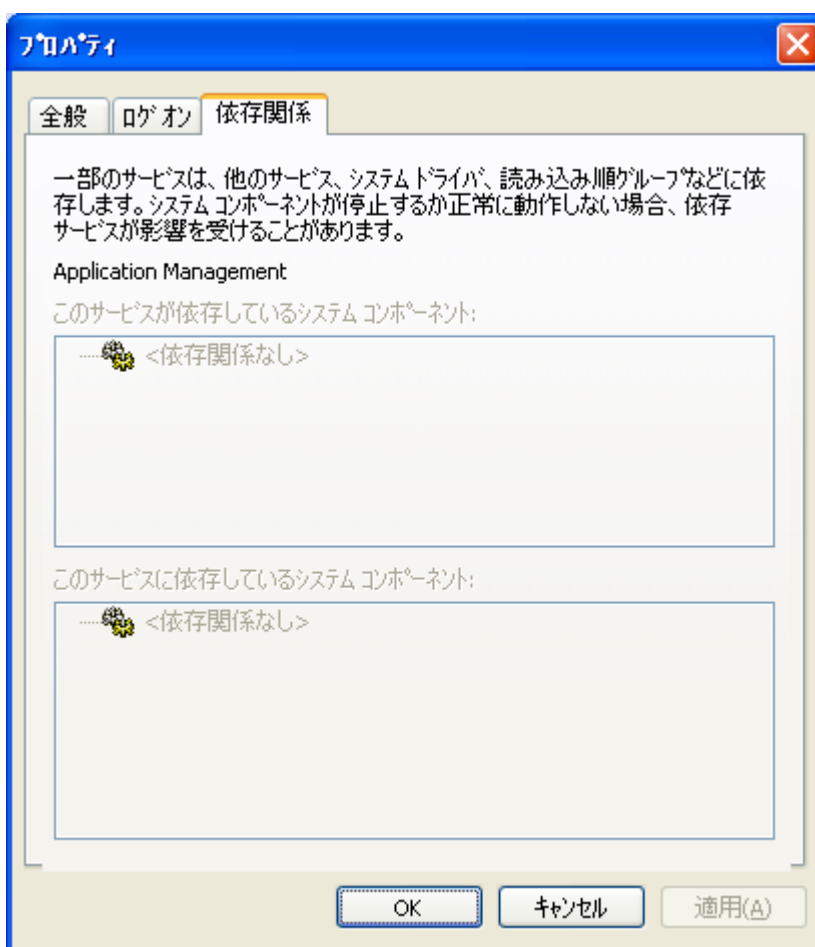 プロパティ
全般
ログオン
依存関係
一部のサービスは、他のサービス、システム ドライバ、読み込み順グループなどに依
存します。システム コンポーネントが停止するか正常に動作しない場合、依存
サービスが影響を受けることがあります。
Application Management
このサービスが依存しているシステム コンポーネント:
<依存関係なし>
このサービスに依存しているシステム コンポーネント:
<依存関係なし>
OK
キャンセル
適用(A)